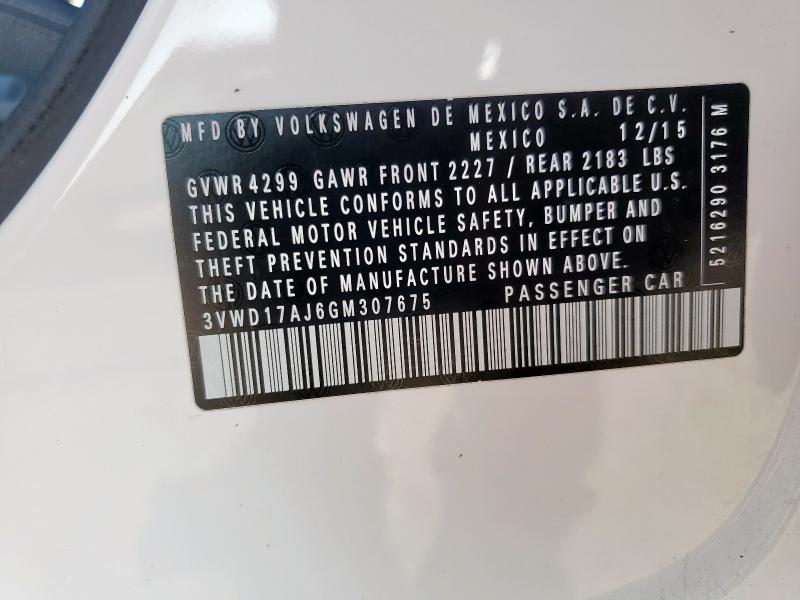 MFD BY VOLKSWAGEN DE MEXICO S.A. DE C.V.
MEXICO 12/15
GVWR 4299 GAWR FRONT 2227 / REAR 2183 LBS
THIS VEHICLE CONFORMS TO ALL APPLICABLE U.S.
FEDERAL MOTOR VEHICLE SAFETY, BUMPER AND
THEFT PREVENTION STANDARDS IN EFFECT ON
THE DATE OF MANUFACTURE SHOWN ABOVE.
3VWD17AJ6GM307675 PASSENGER CAR
5216290 3176 M